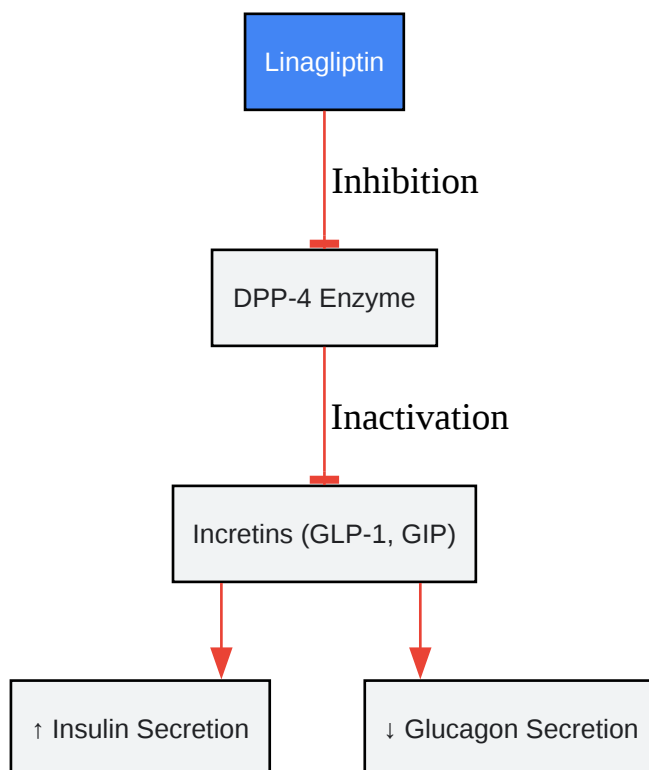 Linagliptin
Inhibition
DPP-4 Enzyme
Inactivation
Incretins (GLP-1, GIP)
↑ Insulin Secretion
↓ Glucagon Secretion